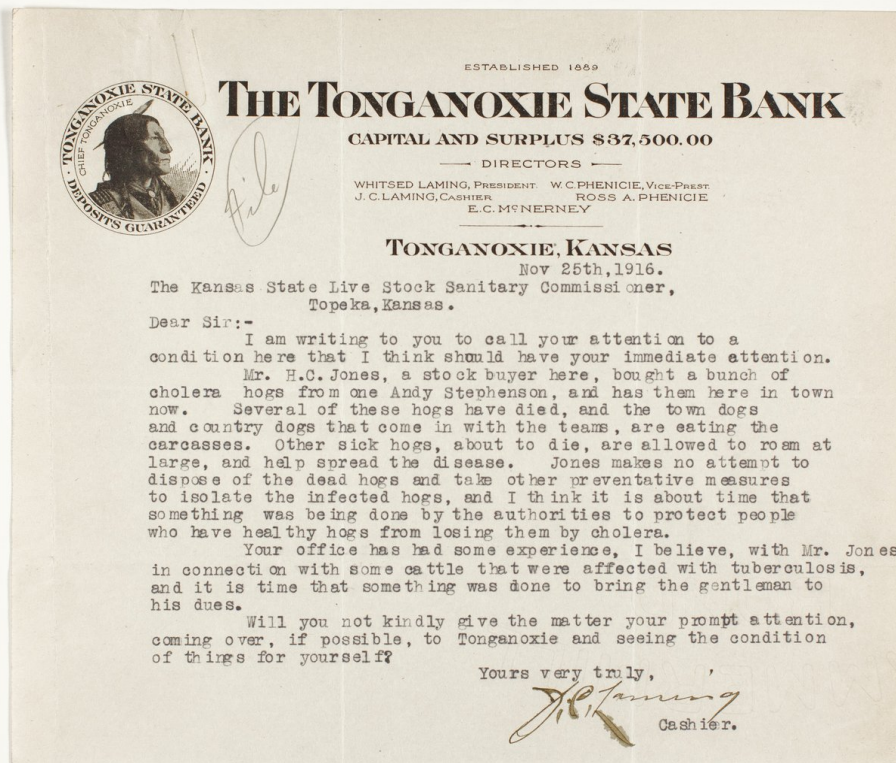 ESTABLISHED 1889
THE TONGANOXIE STATE BANK
CAPITAL AND SURPLUS $37,500.00
DIRECTORS
WHITSED LAMING, PRESIDENT. W. C. PHENICIE, VICE-PREST.
J. C. LAMING, CASHIER ROSS A. PHENICIE
E. C. McNERNEY
TONGANOXIE, KANSAS
· TONGANOXIE STATE BANK ·
DEPOSITS GUARANTEED
CHIEF TONGANOXIE
File
Nov 25th,1916.
The Kansas State Live Stock Sanitary Commissioner,
Topeka,Kansas.
Dear Sir:-
I am writing to you to call your attention to a
condition here that I think should have your immediate attention.
Mr. H.C. Jones, a stock buyer here, bought a bunch of
cholera hogs from one Andy Stephenson, and has them here in town
now. Several of these hogs have died, and the town dogs
and country dogs that come in with the teams, are eating the
carcasses. Other sick hogs, about to die, are allowed to roam at
large, and help spread the disease. Jones makes no attempt to
dispose of the dead hogs and take other preventative measures
to isolate the infected hogs, and I think it is about time that
something was being done by the authorities to protect people
who have healthy hogs from losing them by cholera.
Your office has had some experience, I believe, with Mr. Jones
in connection with some cattle that were affected with tuberculosis,
and it is time that something was done to bring the gentleman to
his dues.
Will you not kindly give the matter your prompt attention,
coming over, if possible, to Tonganoxie and seeing the condition
of things for yourself?
Yours very truly,
J.C. Laming
Cashier.